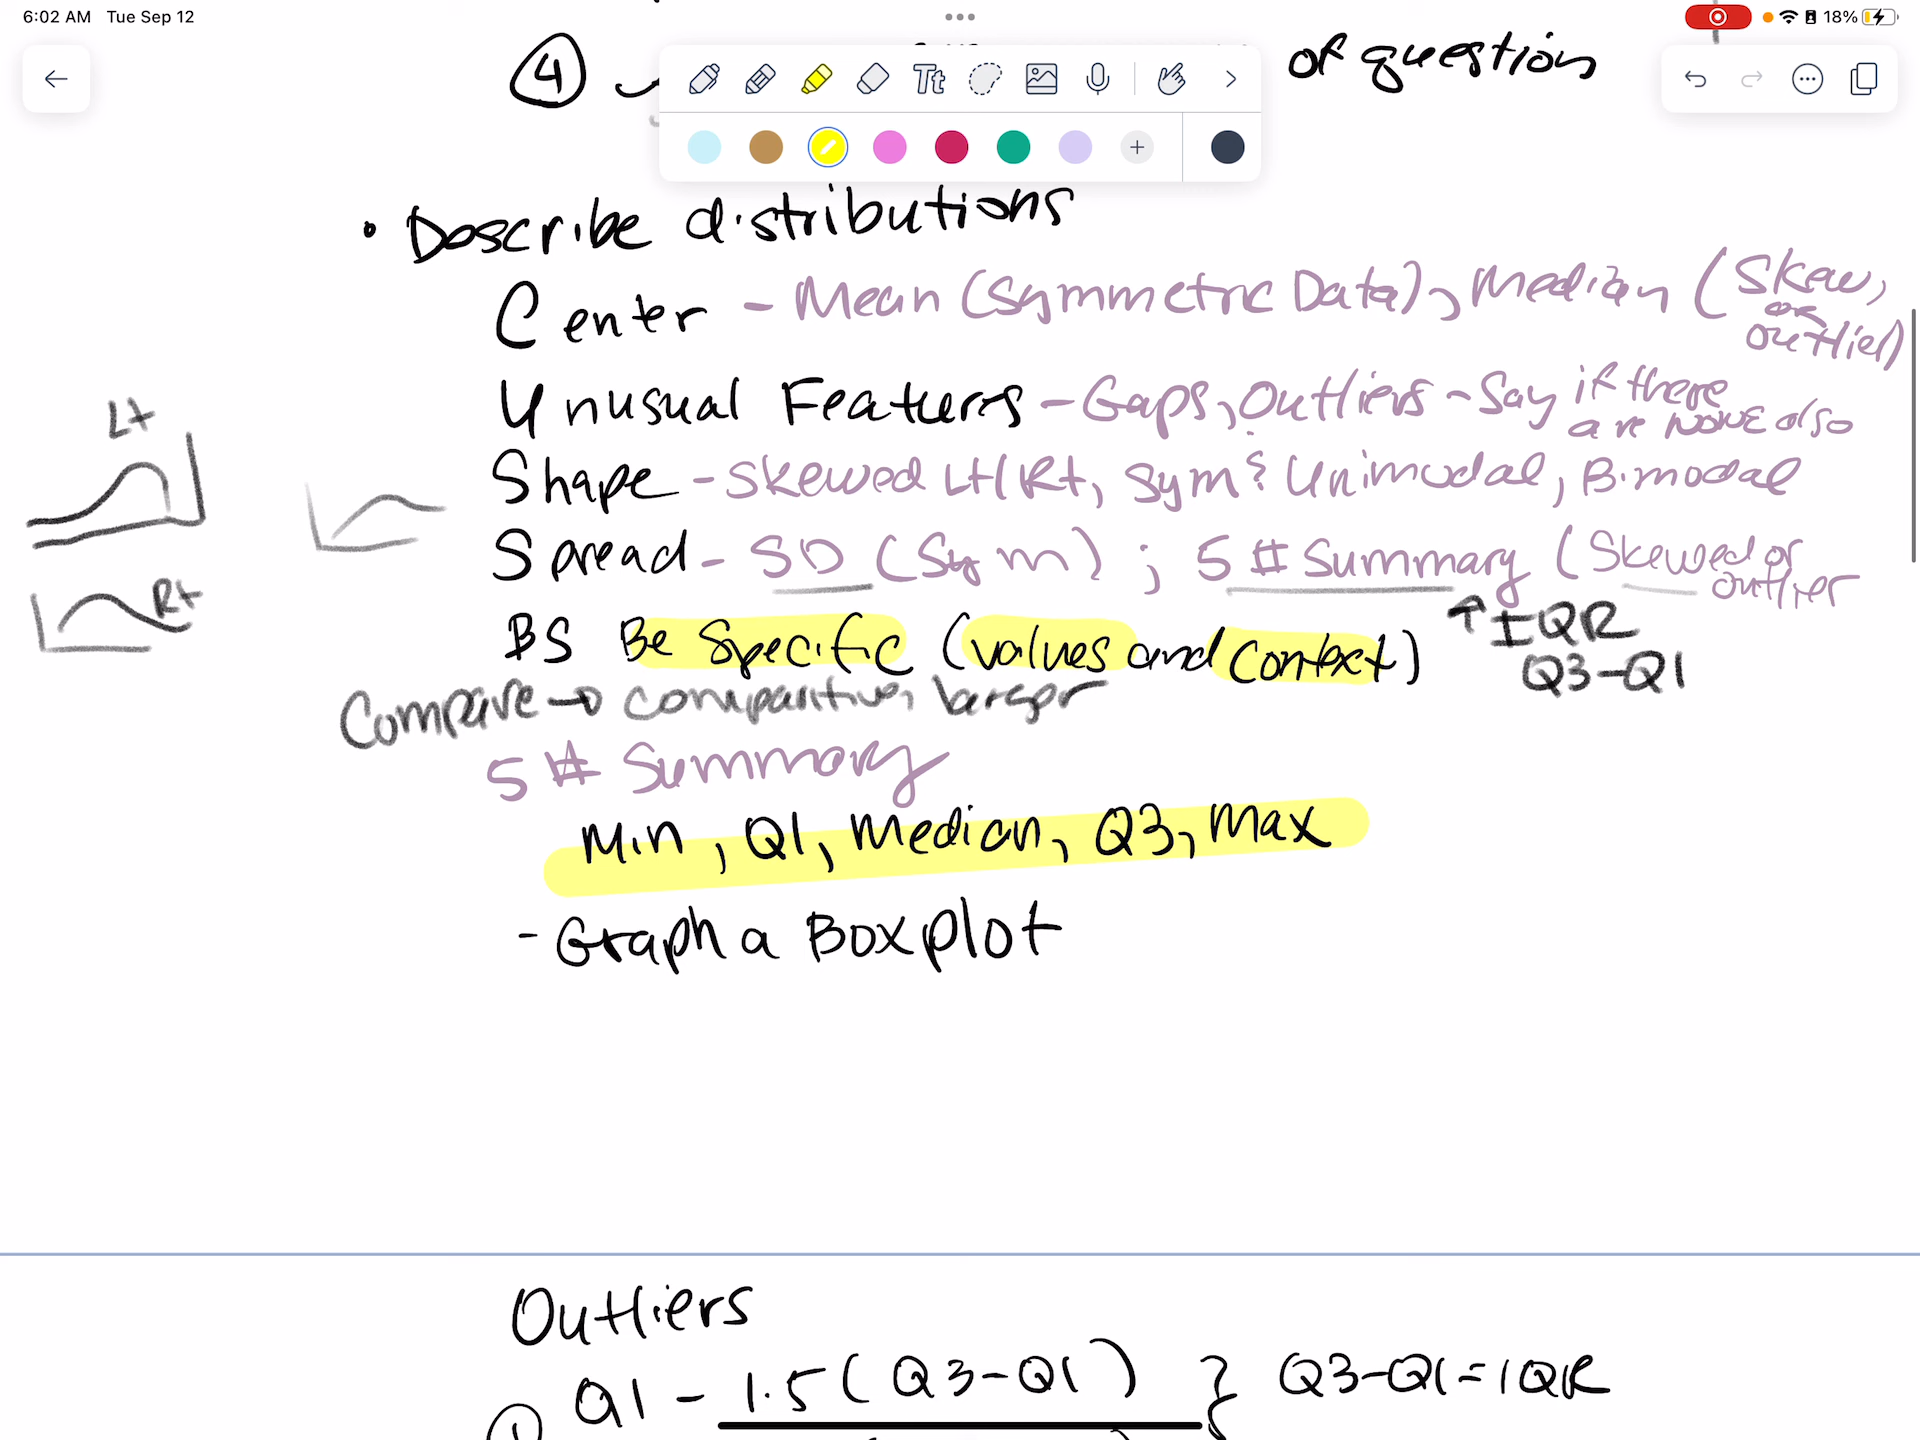 6:02 AM Tue Sep 12
18%
4
of question
Tt
• Describe distributions
Center - Mean (Symmetric Data), Median (Skew, or outlier)
Unusual Features - Gaps, Outliers - Say if there are NONE also
Lt
Shape - Skewed Lt/Rt, Sym ? Unimodal, Bimodal
Spread - SD (Sym) ; 5 # Summary (Skewed or outlier
Rt
BS Be Specific (values and context)
↑ IQR
Q3-Q1
Compare → comparative, larger
5 # Summary
Min, Q1, Median, Q3, Max
- Graph a Boxplot
Outliers
1 Q1 - 1.5 (Q3-Q1) } Q3-Q1=IQR